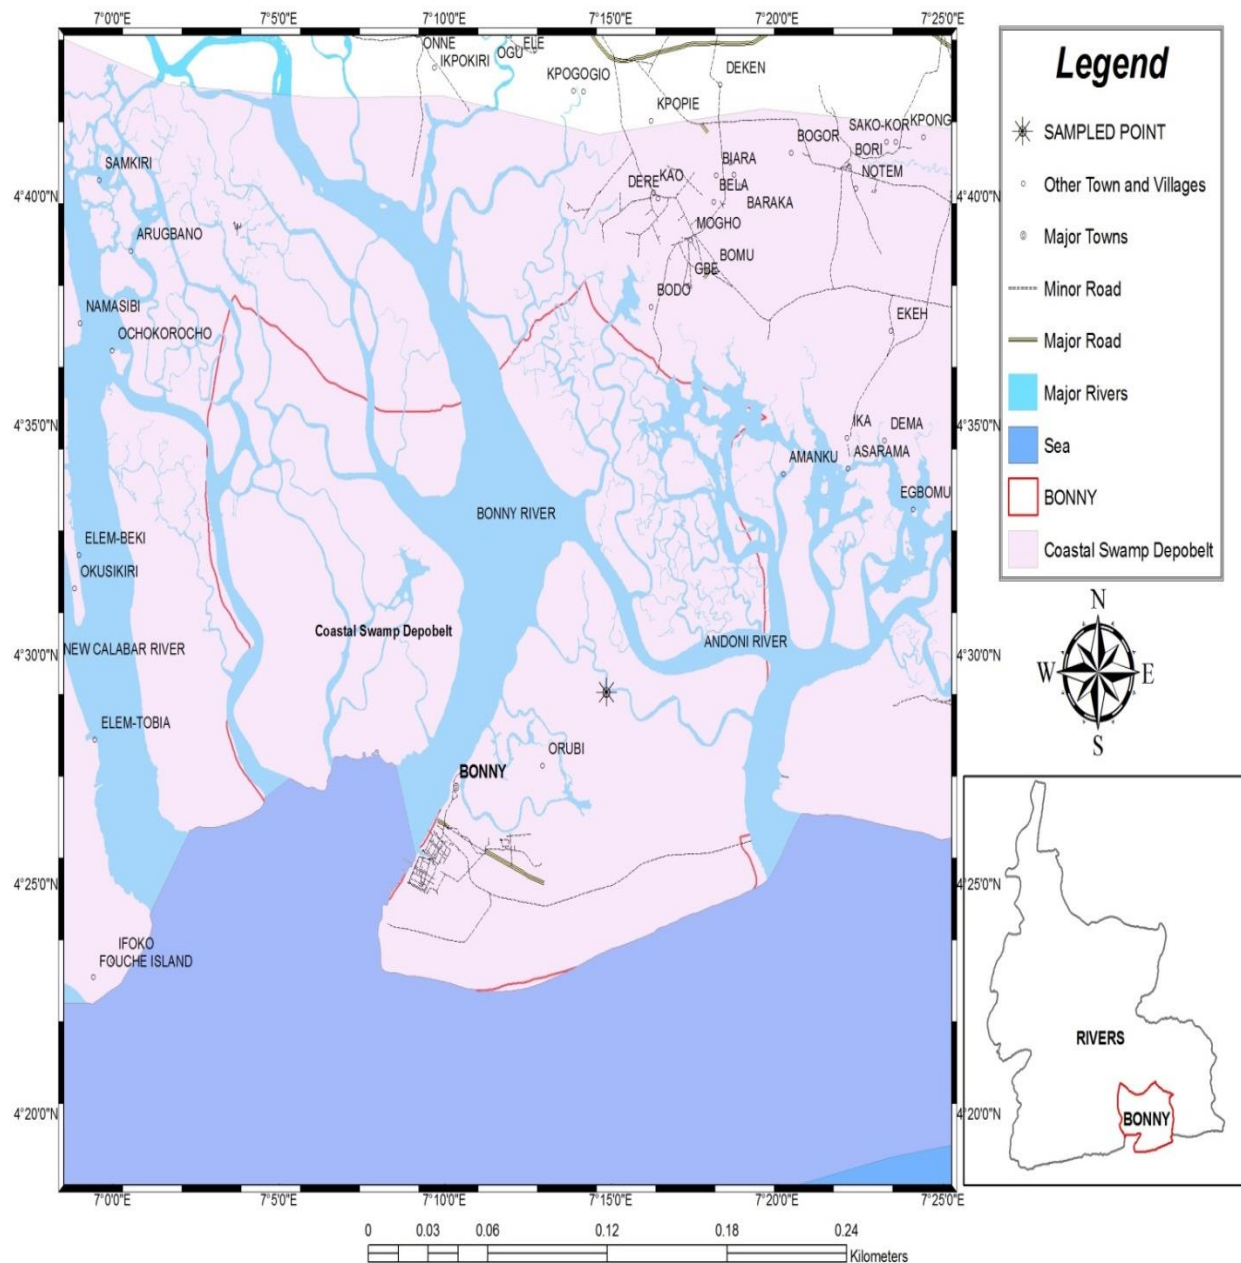 7°0'0"E 7°5'0"E 7°10'0"E 7°15'0"E 7°20'0"E 7°25'0"E
ONNE
IKPOKIRI
OGU
ELE
KPOGOGIO
DEKEN
KPOPIE
BOGOR
SAKO-KOR
KPONG
BORI
NOTEM
BIARA
SAMKIRI
DERE
KAO
BELA
BARAKA
4°40'0"N
4°40'0"N
MOGHO
ARUGBANO
BOMU
GBE
BODO
NAMASIBI
EKEH
OCHOKOROCHO
4°35'0"N
4°35'0"N
IKA
DEMA
AMANKU
ASARAMA
EGBOMU
BONNY RIVER
ELEM-BEKI
OKUSIKIRI
Coastal Swamp Depobelt
NEW CALABAR RIVER
ANDONI RIVER
4°30'0"N
4°30'0"N
ELEM-TOBIA
ORUBI
BONNY
4°25'0"N
4°25'0"N
IFOKO
FOUCHE ISLAND
4°20'0"N
4°20'0"N
7°0'0"E 7°5'0"E 7°10'0"E 7°15'0"E 7°20'0"E 7°25'0"E
0 0.03 0.06 0.12 0.18 0.24
Kilometers
Legend
SAMPLED POINT
Other Town and Villages
Major Towns
Minor Road
Major Road
Major Rivers
Sea
BONNY
Coastal Swamp Depobelt
N
W E
S
RIVERS
BONNY